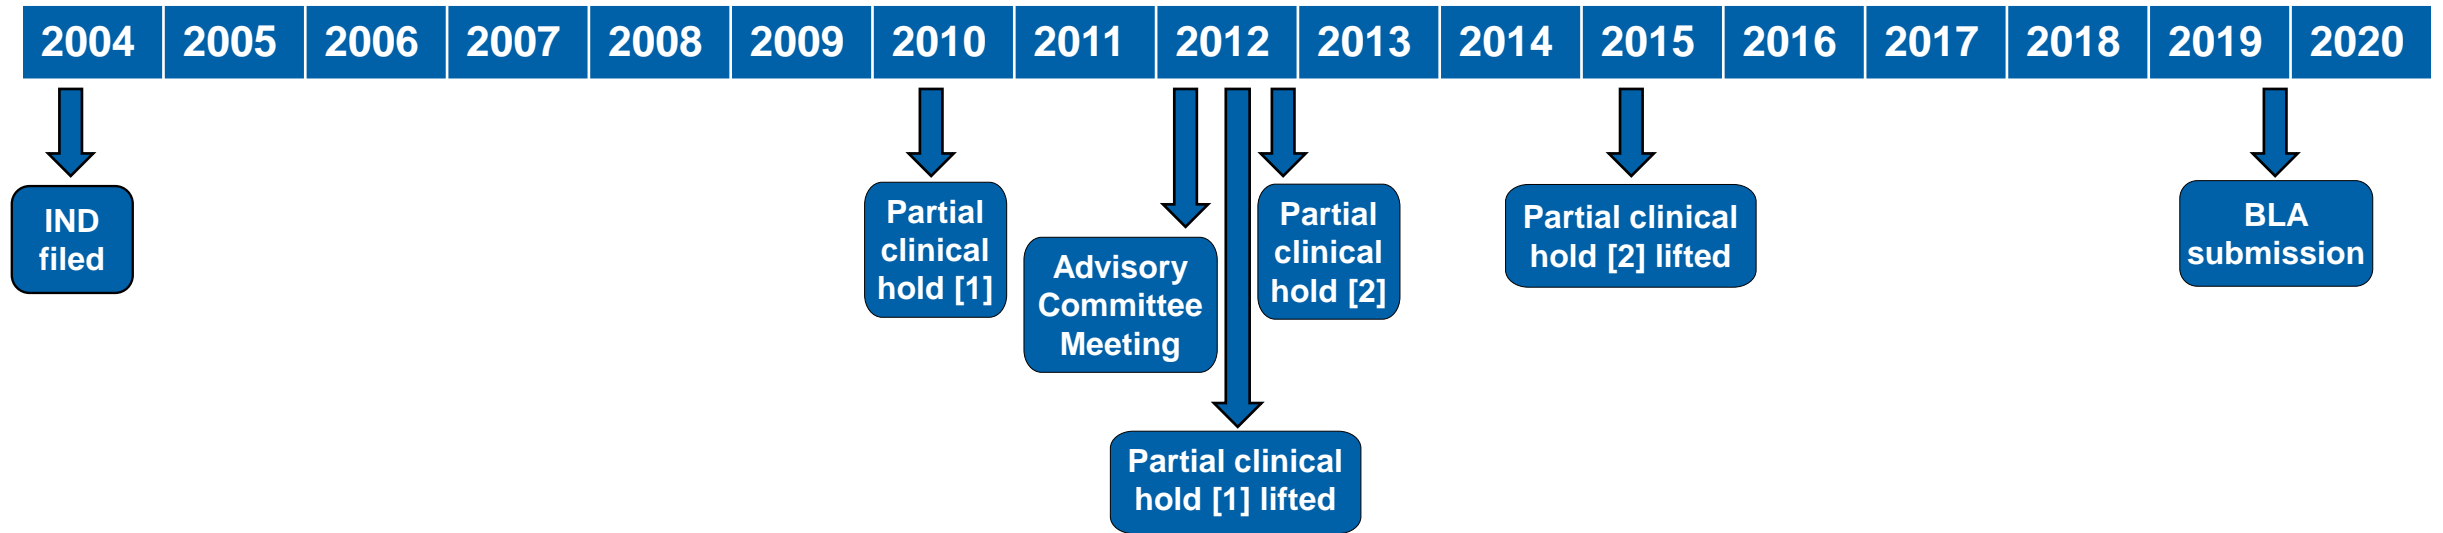 2004 2005 2006 2007 2008 2009 2010 2011 2012 2013 2014 2015 2016 2017 2018 2019 2020
IND
filed
Partial
clinical
hold [1]
Advisory
Committee
Meeting
Partial clinical
hold [1] lifted
Partial
clinical
hold [2]
Partial clinical
hold [2] lifted
BLA
submission